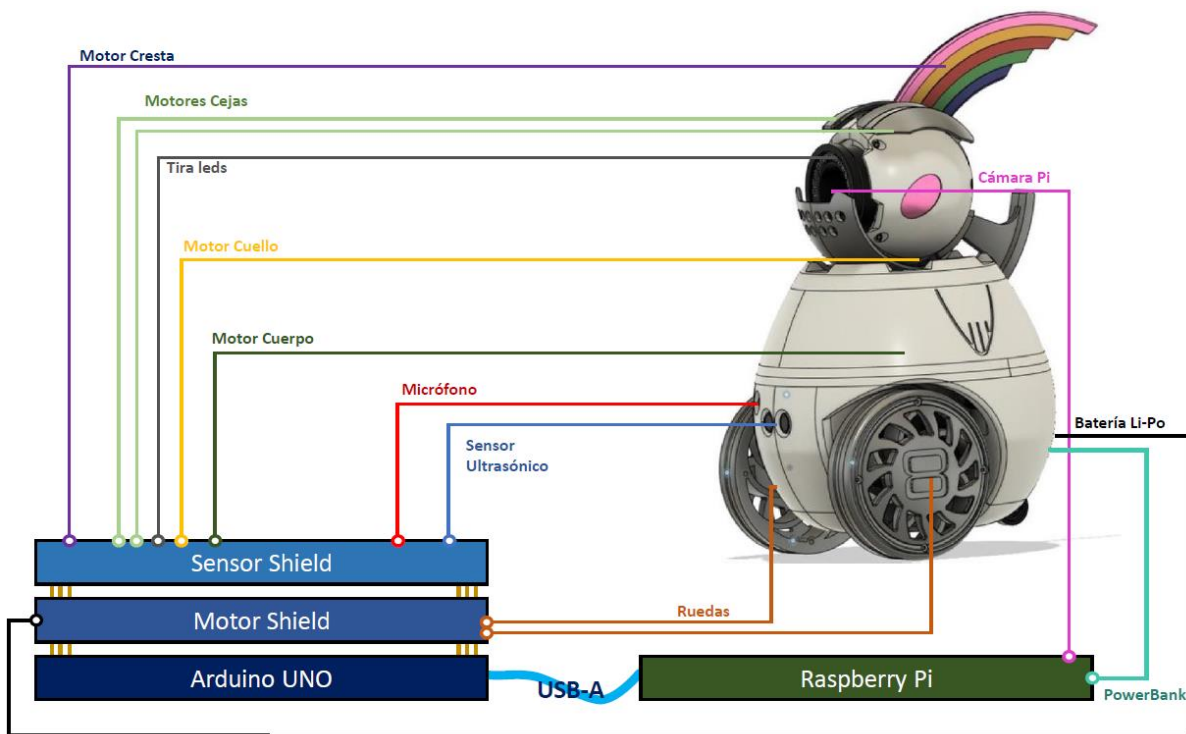 Motor Cresta
Motores Cejas
Tira leds
Cámara Pi
Motor Cuello
Motor Cuerpo
Micrófono
Batería Li-Po
Sensor
Ultrasónico
Sensor Shield
Motor Shield
Ruedas
Arduino UNO
USB-A
Raspberry Pi
PowerBank